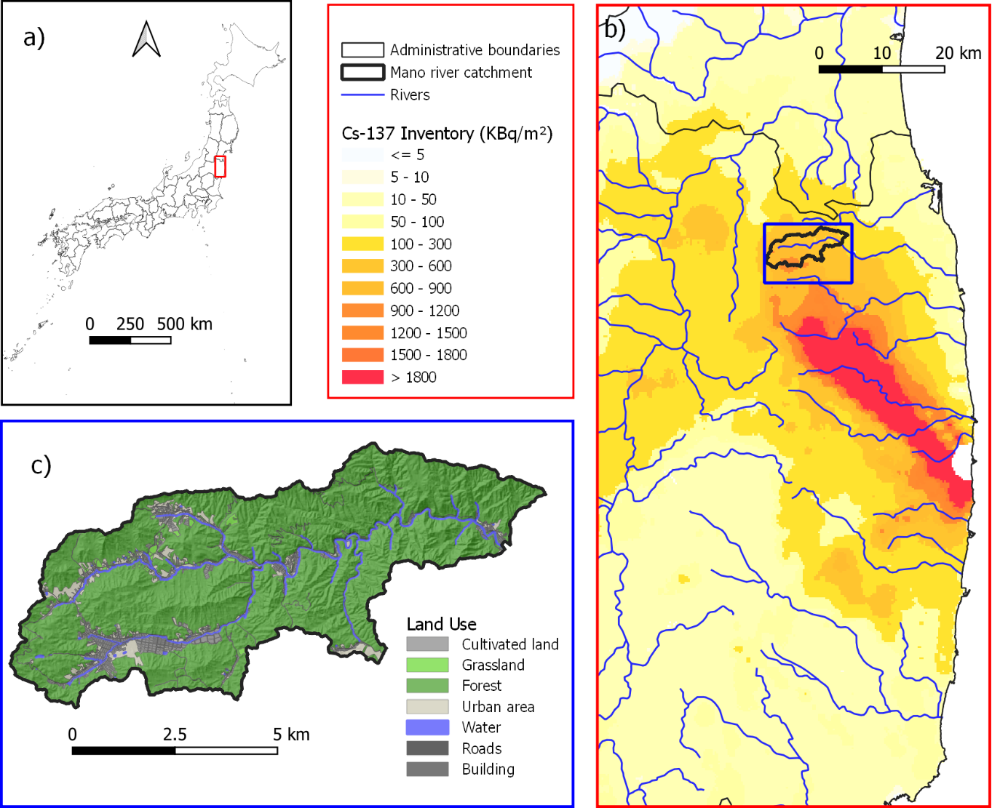 a)
0 250 500 km
Administrative boundaries
Mano river catchment
Rivers
Cs-137 Inventory (KBq/m²)
<= 5
5 - 10
10 - 50
50 - 100
100 - 300
300 - 600
600 - 900
900 - 1200
1200 - 1500
1500 - 1800
> 1800
b)
0 10 20 km
c)
Land Use
Cultivated land
Grassland
Forest
Urban area
Water
Roads
Building
0 2.5 5 km